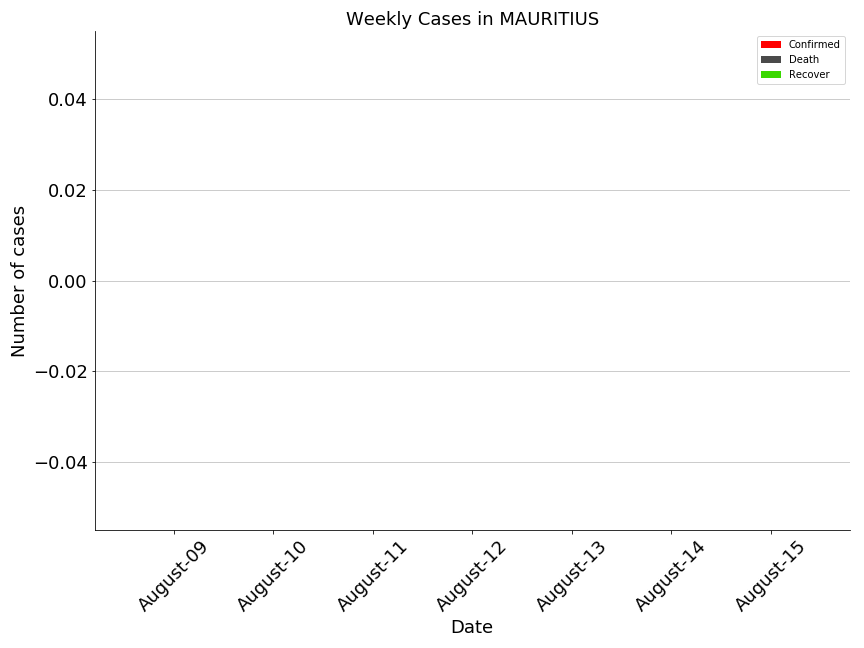 Weekly Cases in MAURITIUS
Confirmed
Death
Recover
0.04
0.02
0.00
−0.02
−0.04
Number of cases
August-09
August-10
August-11
August-12
August-13
August-14
August-15
Date